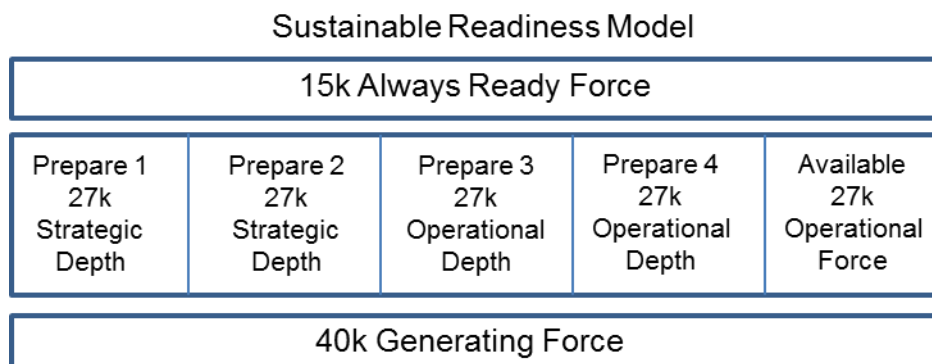 Sustainable Readiness Model
15k Always Ready Force
Prepare 1
27k
Strategic
Depth
Prepare 2
27k
Strategic
Depth
Prepare 3
27k
Operational
Depth
Prepare 4
27k
Operational
Depth
Available
27k
Operational
Force
40k Generating Force